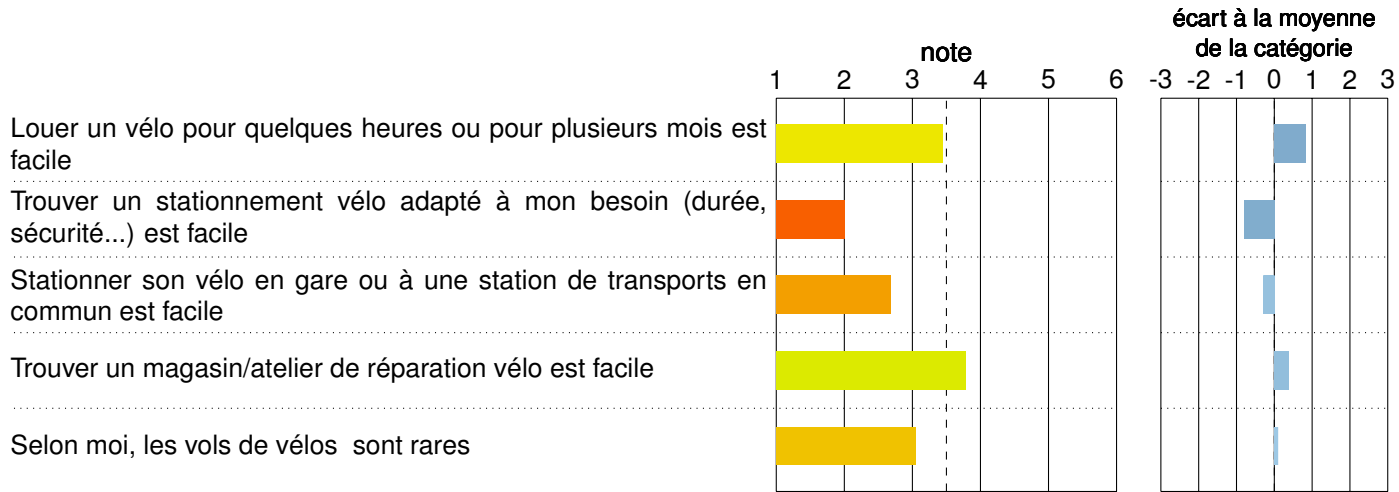 écart à la moyenne
note de la catégorie
1 2 3 4 5 6 -3 -2 -1 0 1 2 3
Louer un vélo pour quelques heures ou pour plusieurs mois est
facile
Trouver un stationnement vélo adapté à mon besoin (durée,
sécurité...) est facile
Stationner son vélo en gare ou à une station de transports en
commun est facile
Trouver un magasin/atelier de réparation vélo est facile
Selon moi, les vols de vélos sont rares